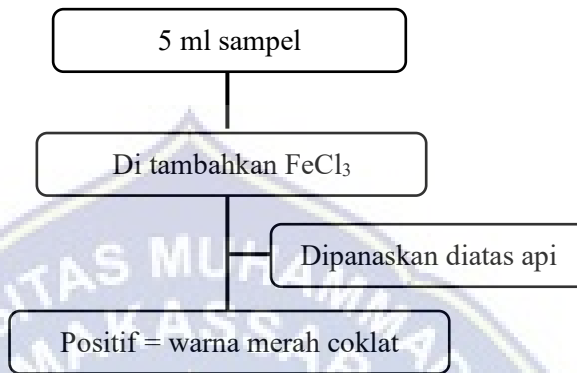 5 ml sampel
Di tambahkan FeCl₃
Dipanaskan diatas api
Positif = warna merah coklat